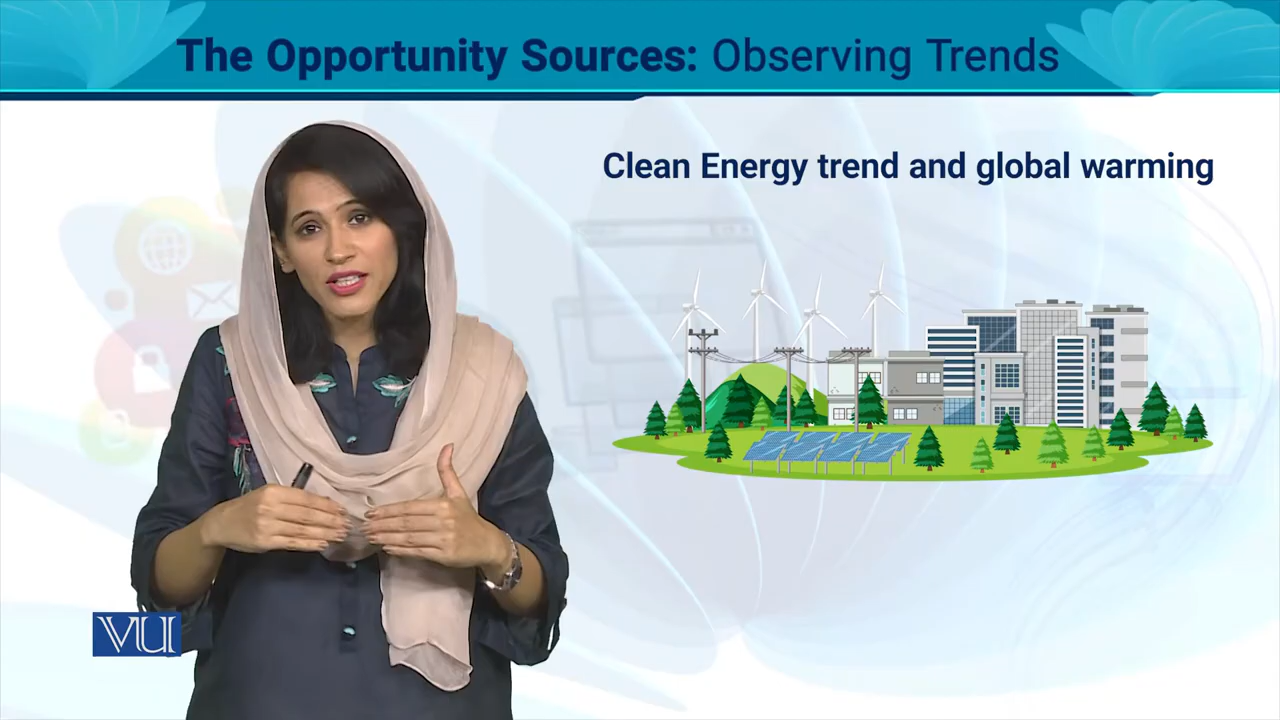 The Opportunity Sources: Observing Trends
Clean Energy trend and global warming
VU